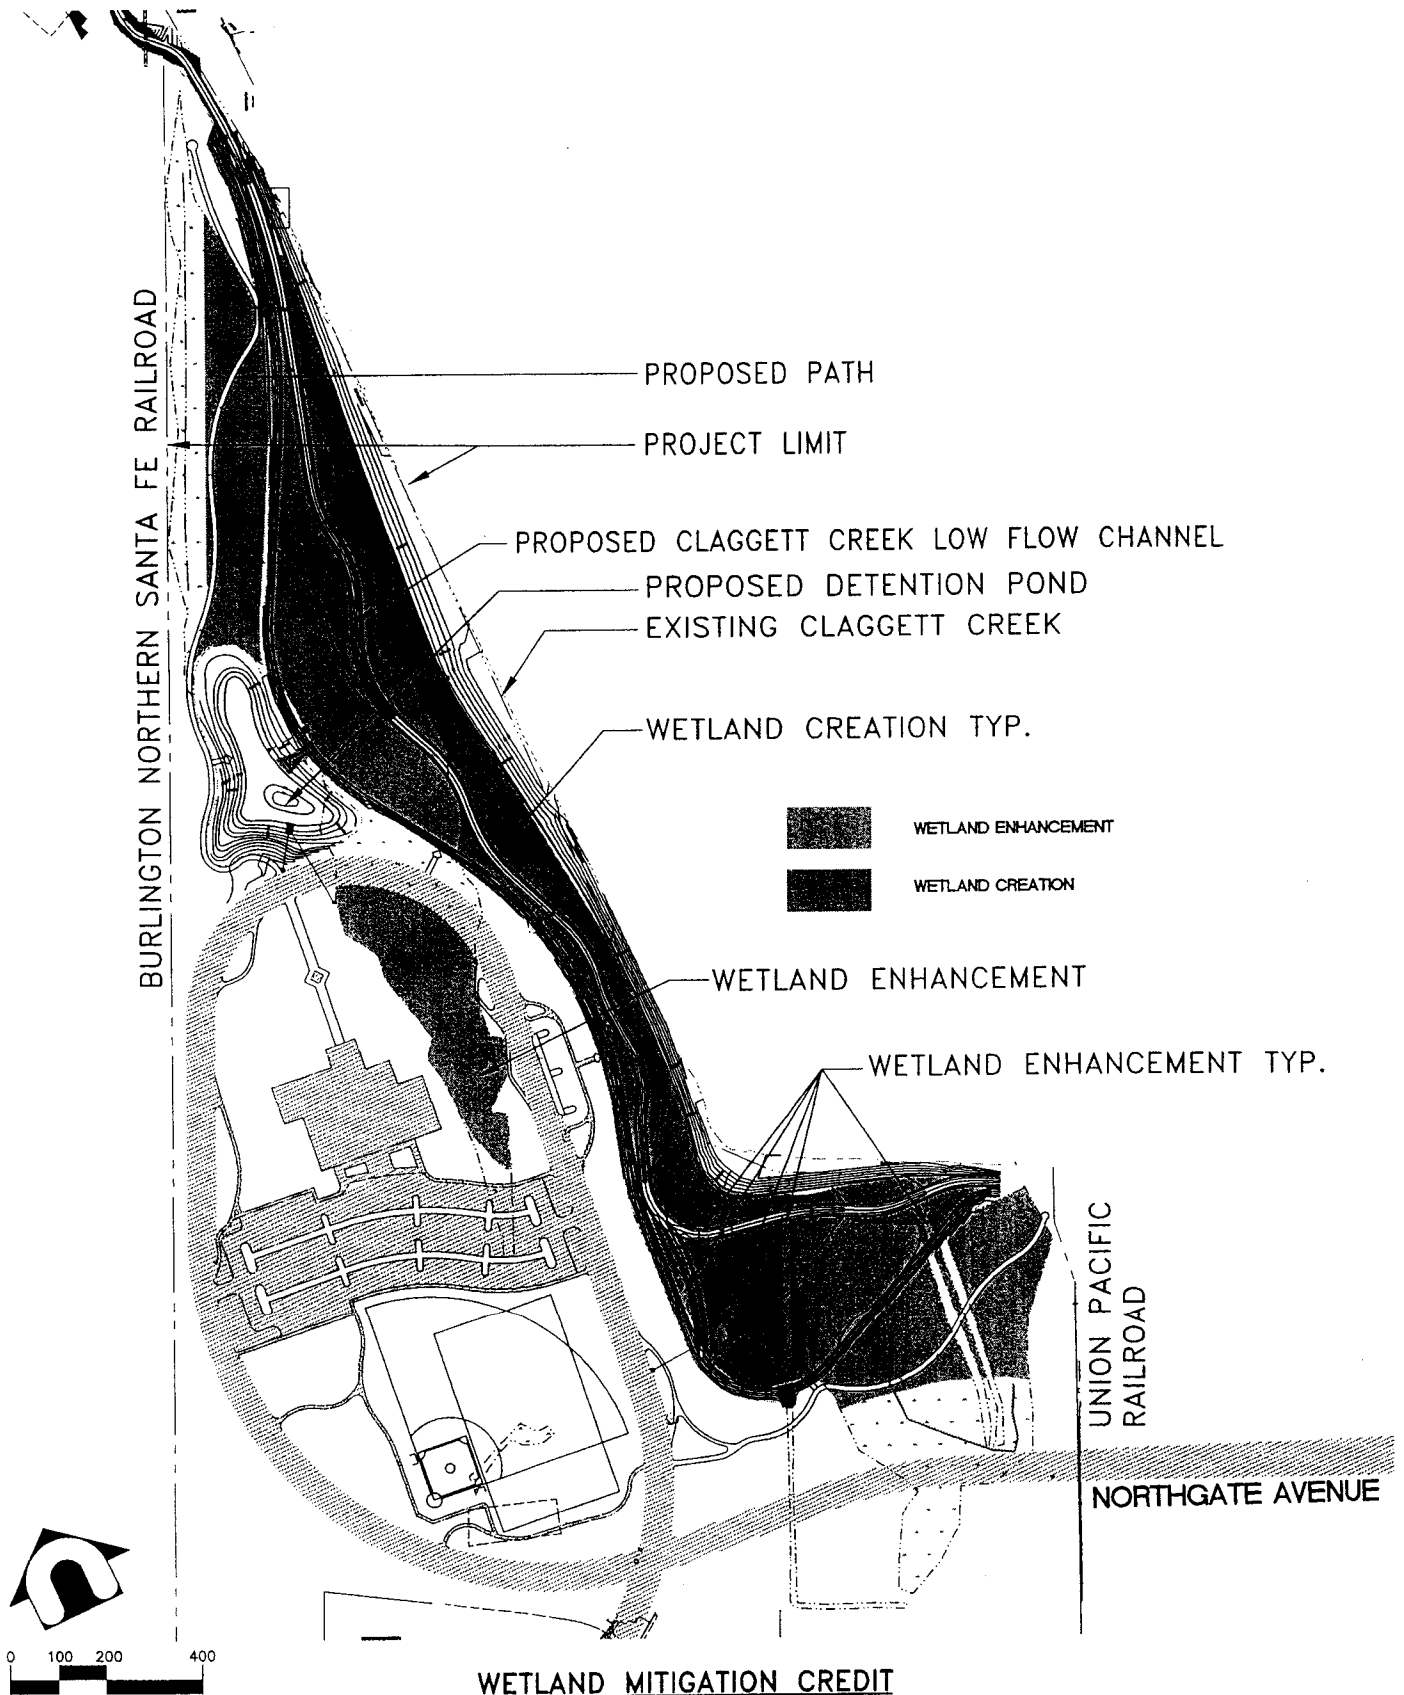 BURLINGTON NORTHERN SANTA FE RAILROAD
PROPOSED PATH
PROJECT LIMIT
PROPOSED CLAGGETT CREEK LOW FLOW CHANNEL
PROPOSED DETENTION POND
EXISTING CLAGGETT CREEK
WETLAND CREATION TYP.
WETLAND ENHANCEMENT
WETLAND CREATION
WETLAND ENHANCEMENT
WETLAND ENHANCEMENT TYP.
UNION PACIFIC
RAILROAD
NORTHGATE AVENUE
0 100 200 400
WETLAND MITIGATION CREDIT